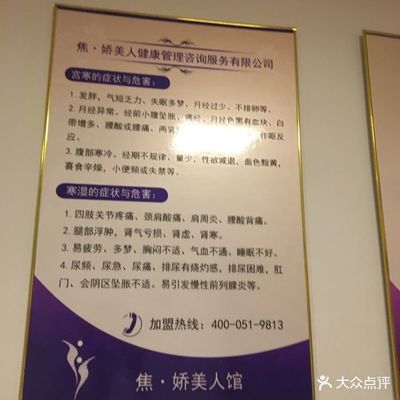 焦·娇美人健康管理咨询服务有限公司
宫寒的症状与危害：
1. 发胖，气短乏力、失眠多梦、月经过少、不排卵等。
2. 月经异常。经前小腹坠胀、痛经、月经色黑有血块、白
带增多、腰酸或腰痛、两乳 作呕反
应。
3. 腹部寒冷。经期不规律、量少，性欲减退，面色黯黄，
喜食辛燥，小便频或失禁等。
寒湿的症状与危害：
1. 四肢关节疼痛、颈肩酸痛、肩周炎、腰酸背痛。
2. 腿部浮肿，肾气亏损、肾虚、肾寒。
3. 易疲劳、多梦、胸闷不适、气血不通、睡眠不好。
4. 尿频、尿急、尿痛、排尿有烧灼感，排尿困难，肛
门、会阴区坠胀不适。易引发慢性前列腺炎等。
加盟热线：400-051-9813
焦·娇美人馆
大众点评